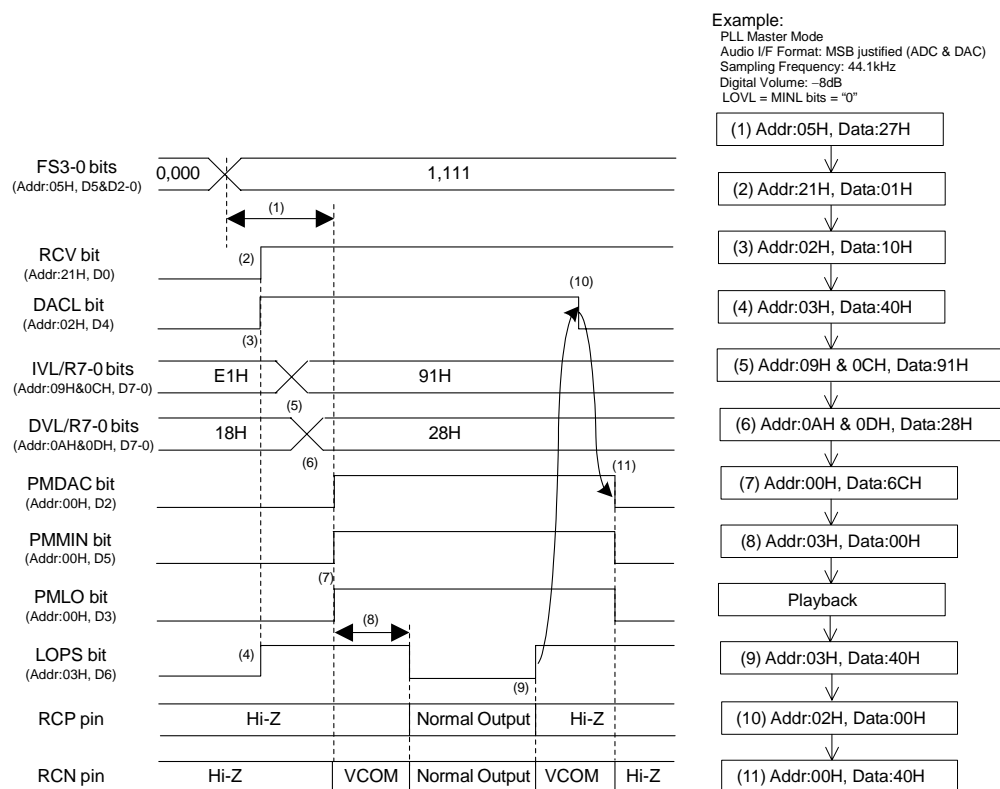 Example:
PLL Master Mode
Audio I/F Format: MSB justified (ADC & DAC)
Sampling Frequency: 44.1kHz
Digital Volume: −8dB
LOVL = MINL bits = “0”
(1) Addr:05H, Data:27H
(2) Addr:21H, Data:01H
(3) Addr:02H, Data:10H
(4) Addr:03H, Data:40H
(5) Addr:09H & 0CH, Data:91H
(6) Addr:0AH & 0DH, Data:28H
(7) Addr:00H, Data:6CH
(8) Addr:03H, Data:00H
Playback
(9) Addr:03H, Data:40H
(10) Addr:02H, Data:00H
(11) Addr:00H, Data:40H
FS3-0 bits
(Addr:05H, D5&D2-0)
0,000
1,111
(1)
RCV bit
(Addr:21H, D0)
(2)
DACL bit
(Addr:02H, D4)
(3)
(10)
IVL/R7-0 bits
(Addr:09H&0CH, D7-0)
E1H
91H
(5)
DVL/R7-0 bits
(Addr:0AH&0DH, D7-0)
18H
28H
(6)
PMDAC bit
(Addr:00H, D2)
(11)
PMMIN bit
(Addr:00H, D5)
(7)
PMLO bit
(Addr:00H, D3)
(8)
LOPS bit
(Addr:03H, D6)
(4)
(9)
RCP pin
Hi-Z
Normal Output
Hi-Z
RCN pin
Hi-Z
VCOM
Normal Output
VCOM
Hi-Z